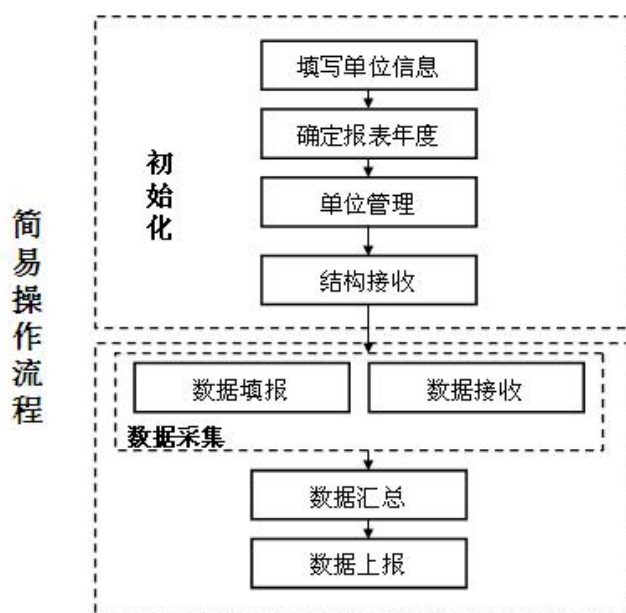 简易操作流程
初始化
填写单位信息
确定报表年度
单位管理
结构接收
数据填报
数据接收
数据采集
数据汇总
数据上报